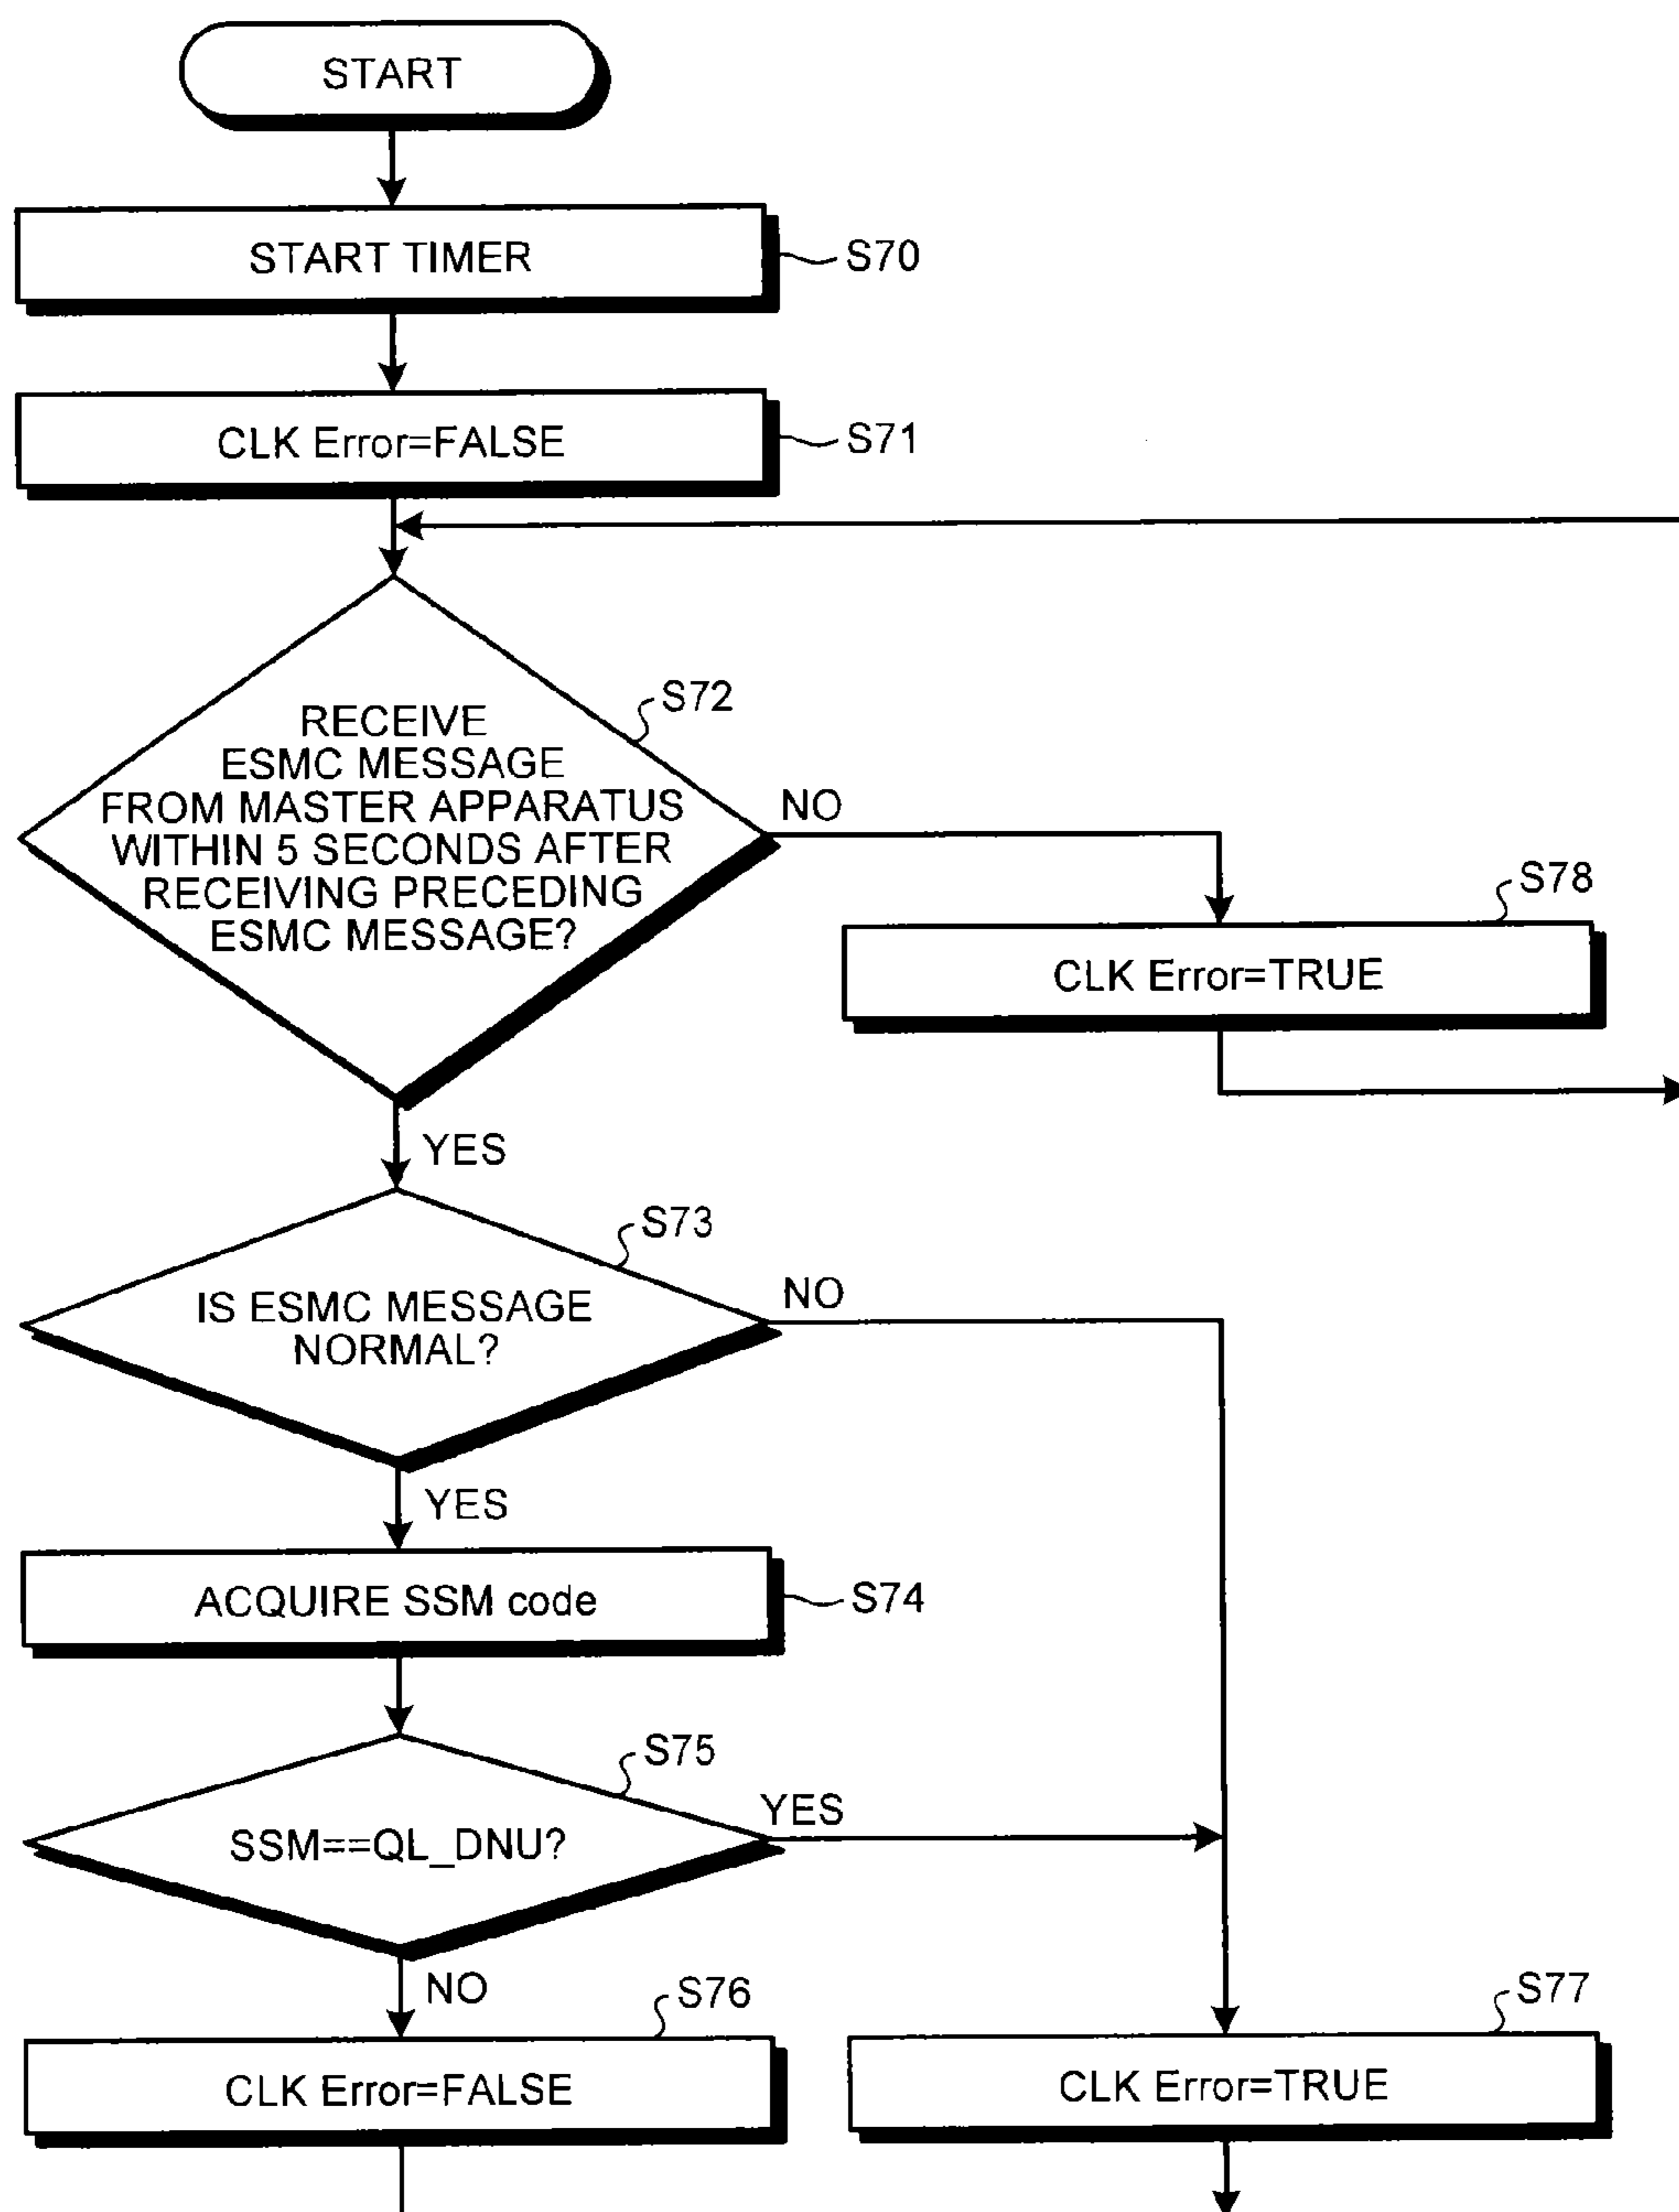 START
START TIMER
S70
CLK Error=FALSE
S71
S72
RECEIVE
ESMC MESSAGE
FROM MASTER APPARATUS
WITHIN 5 SECONDS AFTER
RECEIVING PRECEDING
ESMC MESSAGE?
NO
S78
CLK Error=TRUE
YES
S73
IS ESMC MESSAGE
NORMAL?
NO
YES
ACQUIRE SSM code
S74
S75
SSM==QL_DNU?
YES
NO
S76
CLK Error=FALSE
S77
CLK Error=TRUE